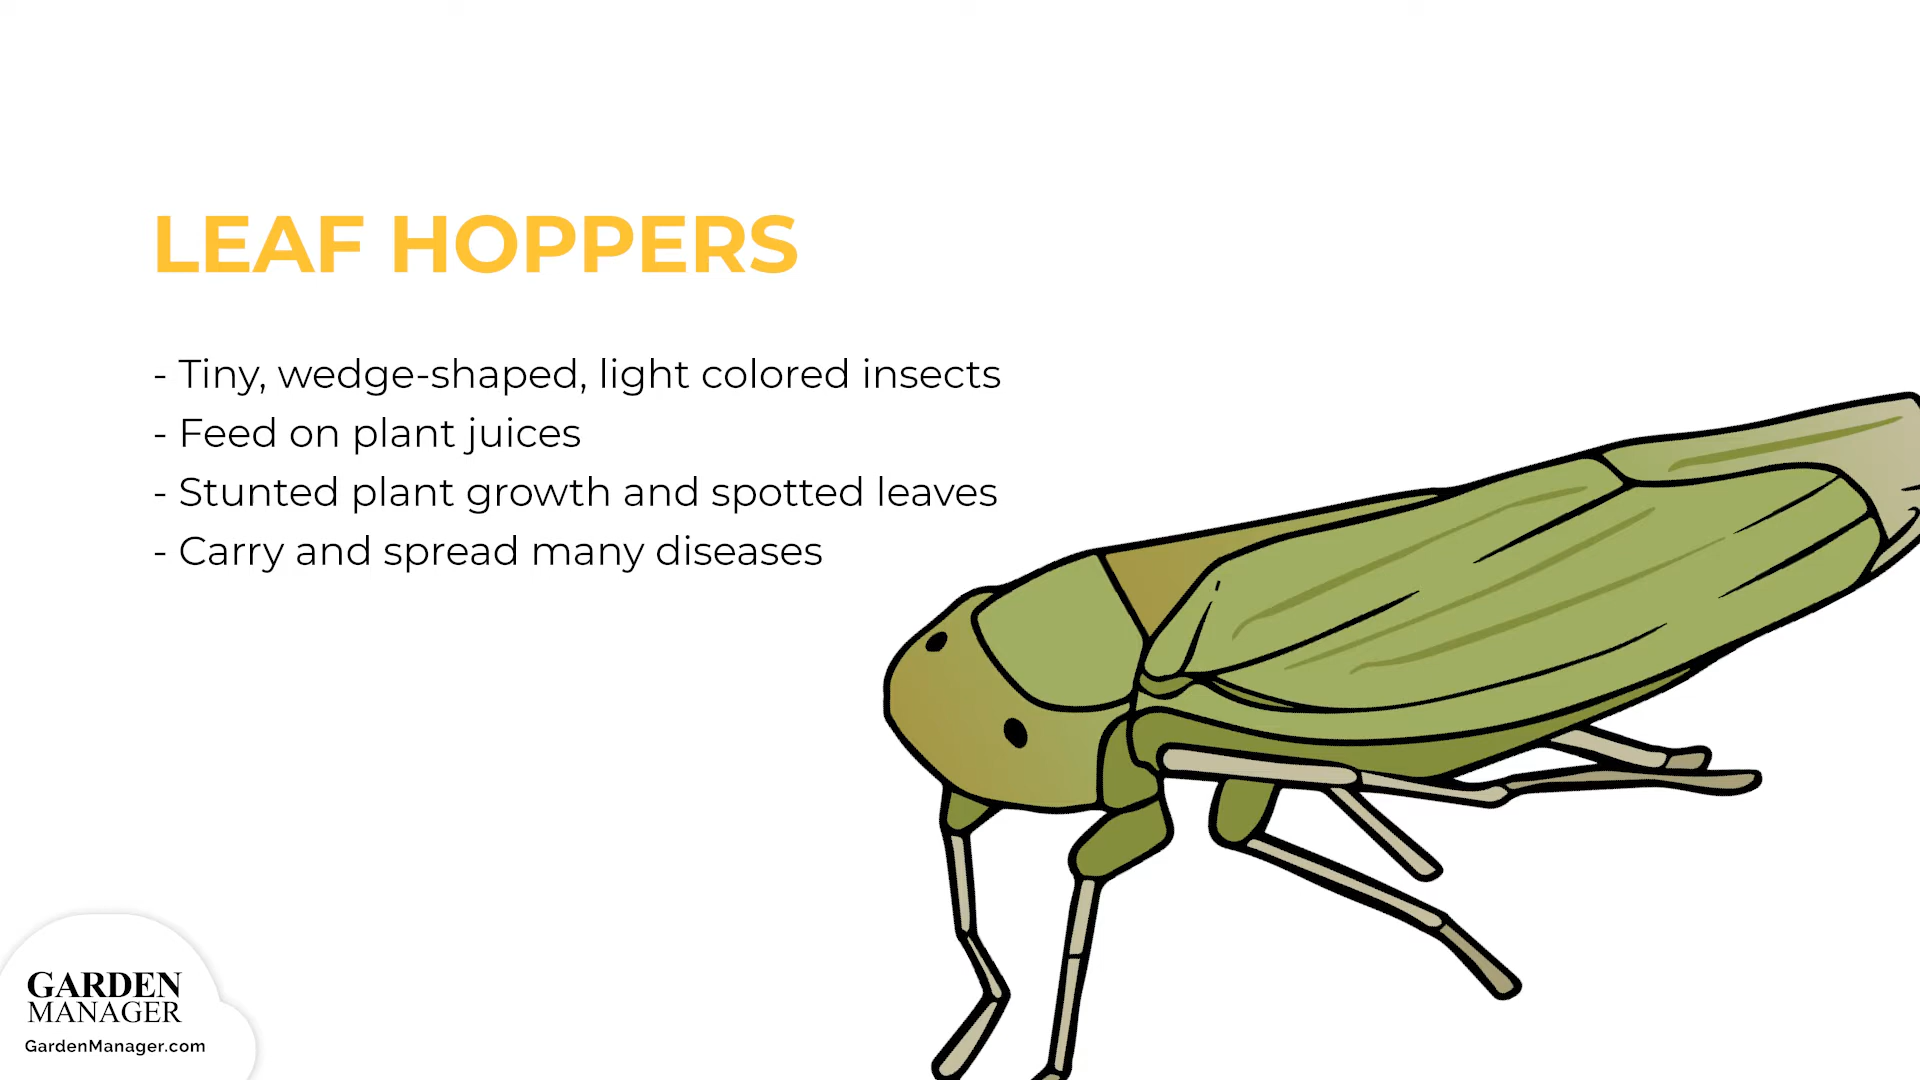 LEAF HOPPERS
- Tiny, wedge-shaped, light colored insects
- Feed on plant juices
- Stunted plant growth and spotted leaves
- Carry and spread many diseases
GARDEN
MANAGER
GardenManager.com